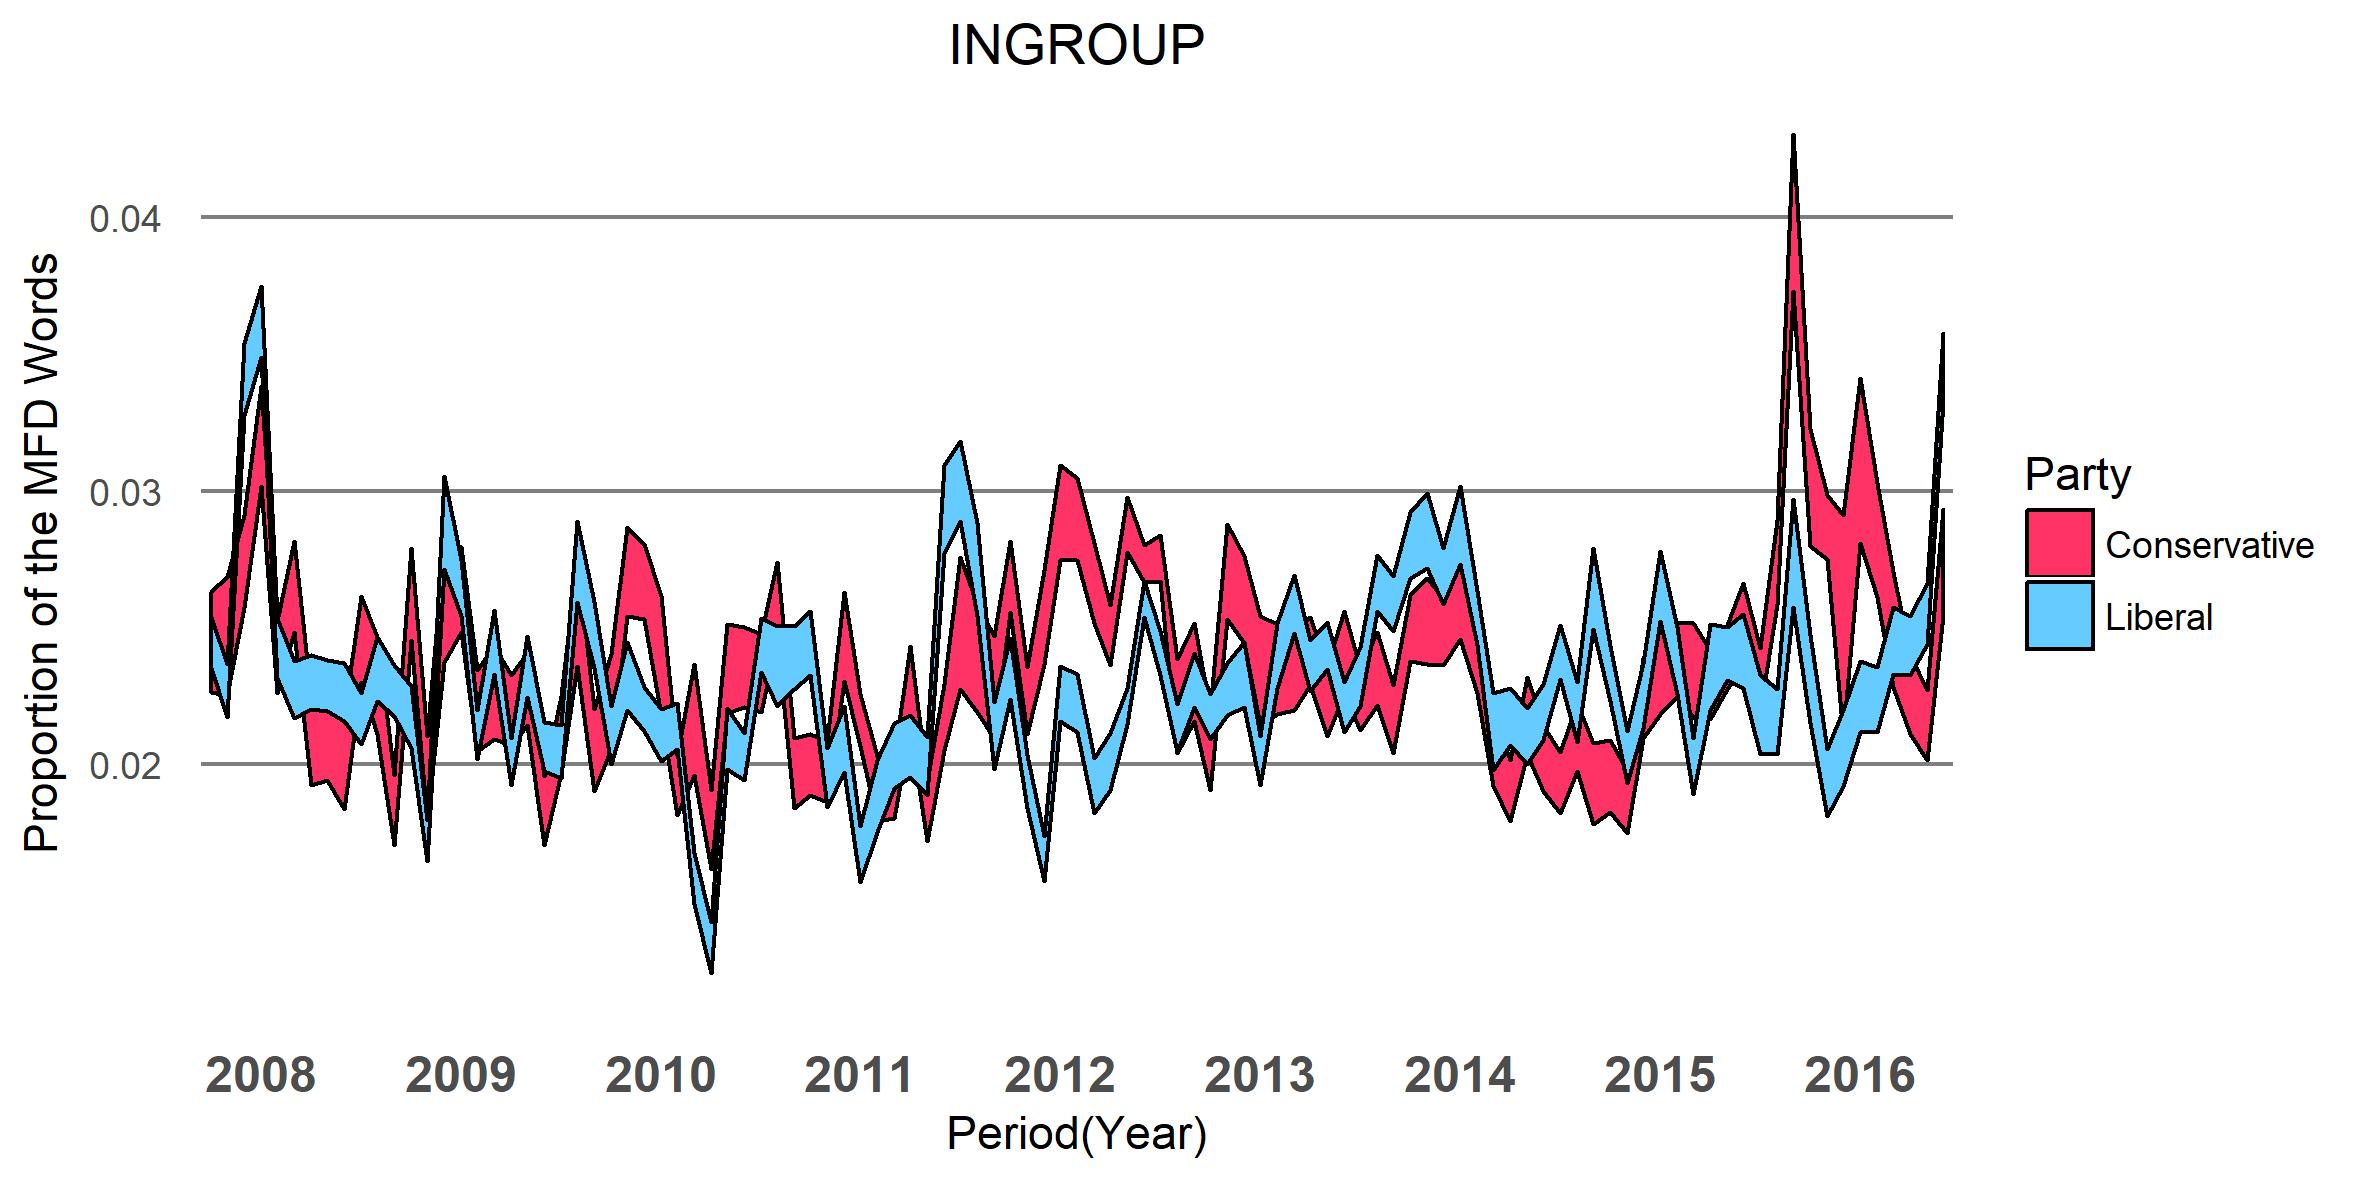 INGROUP
Proportion of the MFD Words
0.04
0.03
0.02
2008 2009 2010 2011 2012 2013 2014 2015 2016
Period(Year)
Party
Conservative
Liberal